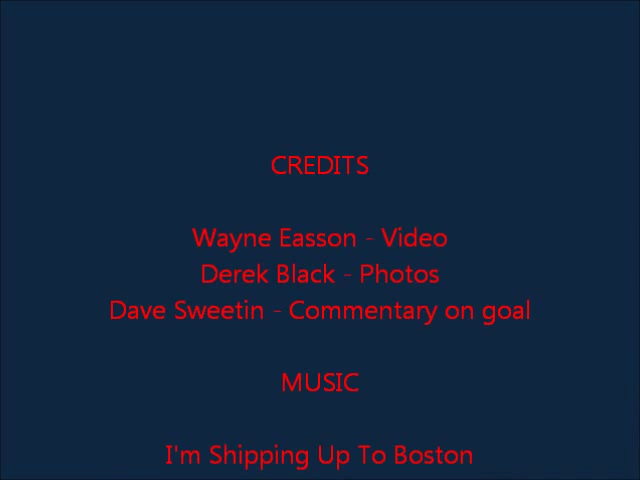 CREDITS
Wayne Easson - Video
Derek Black - Photos
Dave Sweetin - Commentary on goal
MUSIC
I'm Shipping Up To Boston